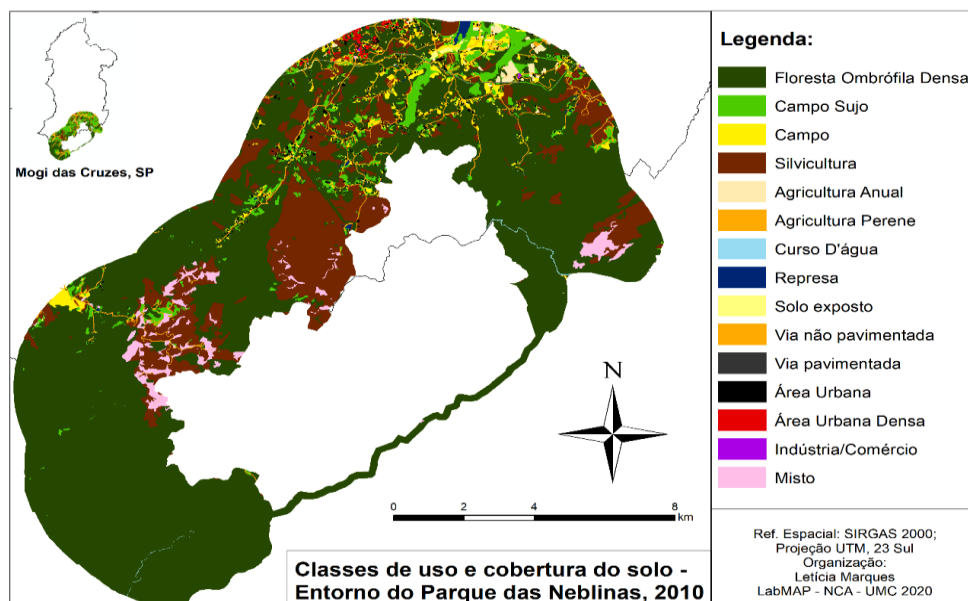 Mogi das Cruzes, SP
Legenda:
Floresta Ombrófila Densa
Campo Sujo
Campo
Silvicultura
Agricultura Anual
Agricultura Perene
Curso D'água
Represa
Solo exposto
Via não pavimentada
Via pavimentada
Área Urbana
Área Urbana Densa
Indústria/Comércio
Misto
N
0 2 4 8
km
Classes de uso e cobertura do solo -
Entorno do Parque das Neblinas, 2010
Ref. Espacial: SIRGAS 2000;
Projeção UTM, 23 Sul
Organização:
Letícia Marques
LabMAP - NCA - UMC 2020